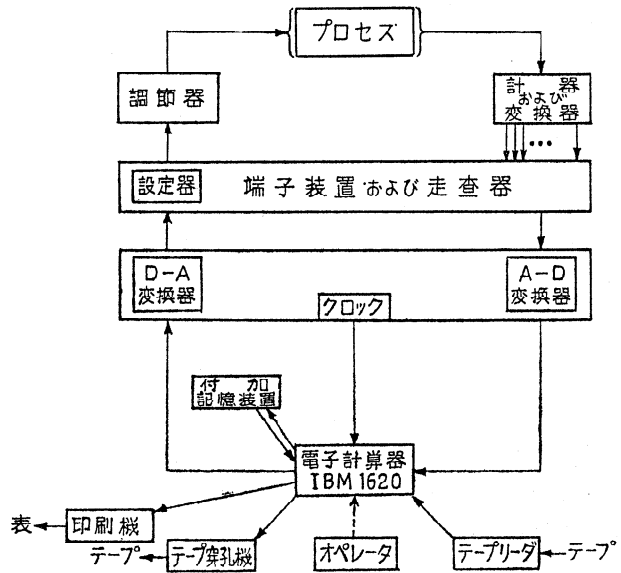 プロセズ
調節器
計器
および
変換器
設定器
端子装置および走査器
D-A
変換器
A-D
変換器
クロック
付加
記憶装置
電子計算器
IBM 1620
表
印刷機
テープ
テープ穿孔機
オペレータ
テープリーダ
テープ